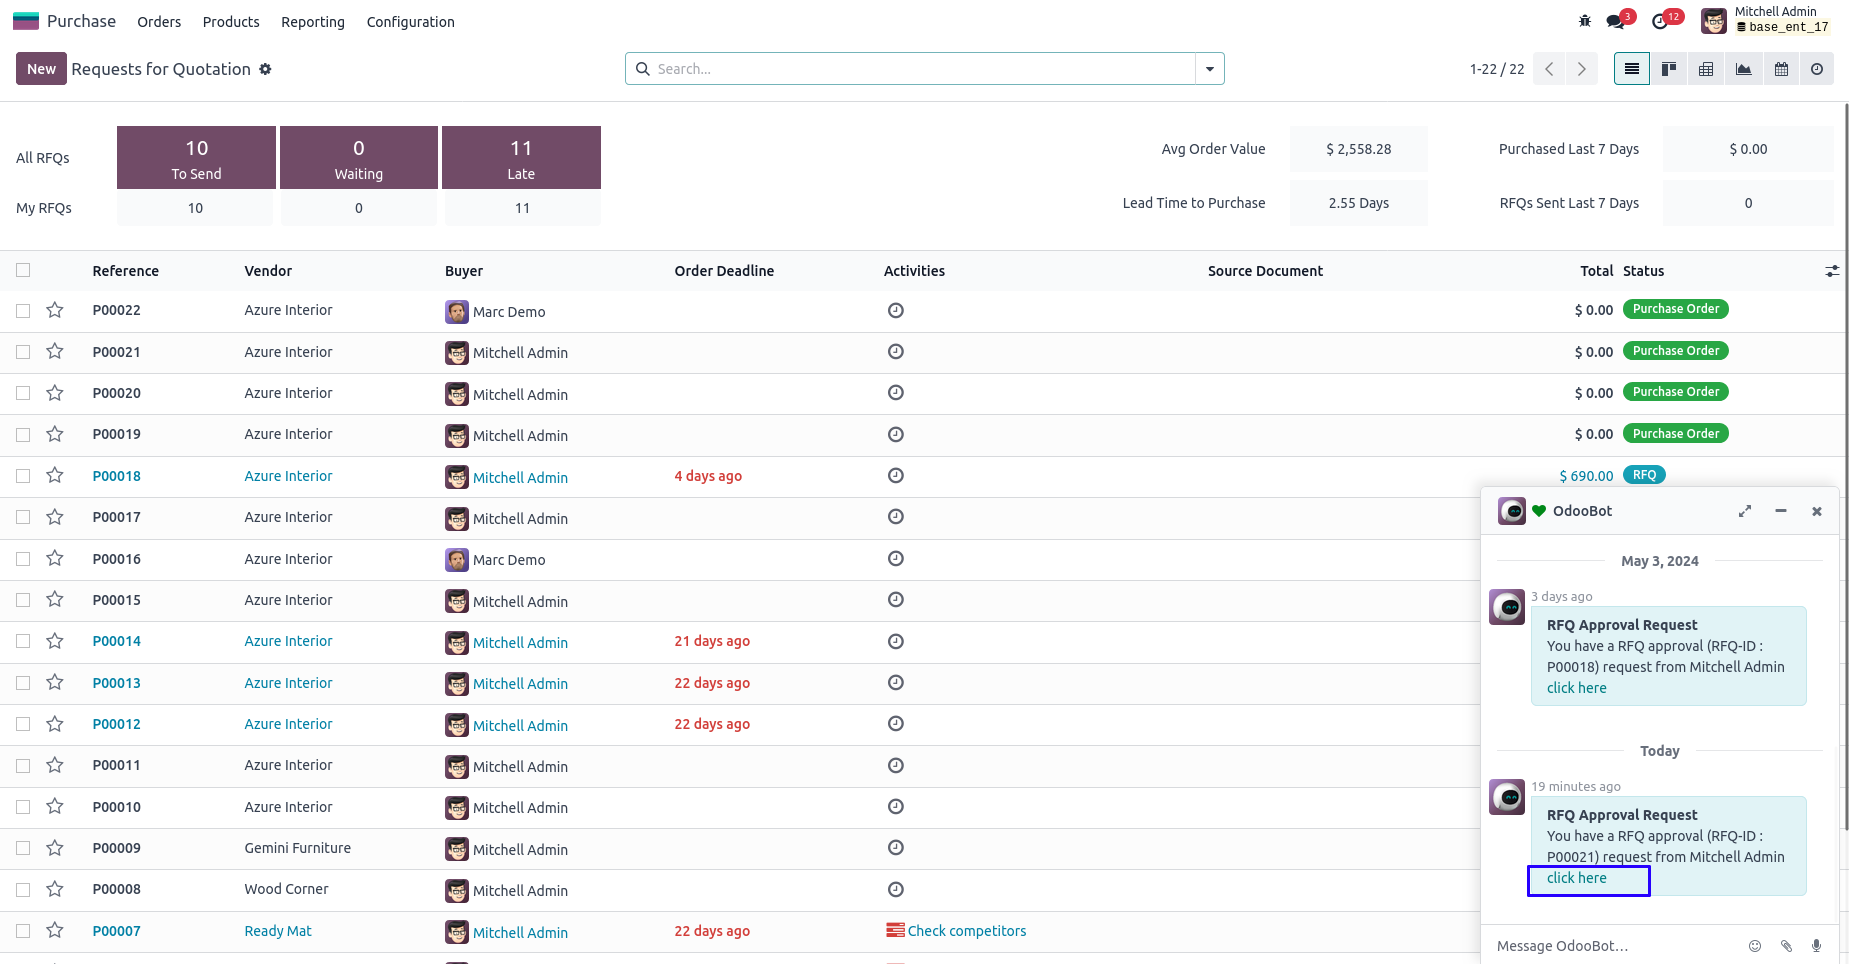 Purchase Orders Products Reporting Configuration 3 12 Mitchell Admin
base_ent_17
New Requests for Quotation Search... 1-22 / 22
All RFQs 10 To Send 0 Waiting 11 Late
My RFQs 10 0 11
Avg Order Value $ 2,558.28 Purchased Last 7 Days $ 0.00
Lead Time to Purchase 2.55 Days RFQs Sent Last 7 Days 0
Reference Vendor Buyer Order Deadline Activities Source Document Total Status
P00022 Azure Interior Marc Demo $ 0.00 Purchase Order
P00021 Azure Interior Mitchell Admin $ 0.00 Purchase Order
P00020 Azure Interior Mitchell Admin $ 0.00 Purchase Order
P00019 Azure Interior Mitchell Admin $ 0.00 Purchase Order
P00018 Azure Interior Mitchell Admin 4 days ago $ 690.00 RFQ
P00017 Azure Interior Mitchell Admin
P00016 Azure Interior Marc Demo
P00015 Azure Interior Mitchell Admin
P00014 Azure Interior Mitchell Admin 21 days ago
P00013 Azure Interior Mitchell Admin 22 days ago
P00012 Azure Interior Mitchell Admin 22 days ago
P00011 Azure Interior Mitchell Admin
P00010 Azure Interior Mitchell Admin
P00009 Gemini Furniture Mitchell Admin
P00008 Wood Corner Mitchell Admin
P00007 Ready Mat Mitchell Admin 22 days ago Check competitors
OdooBot
May 3, 2024
3 days ago
RFQ Approval Request
You have a RFQ approval (RFQ-ID :
P00018) request from Mitchell Admin
click here
Today
19 minutes ago
RFQ Approval Request
You have a RFQ approval (RFQ-ID :
P00021) request from Mitchell Admin
click here
Message OdooBot...